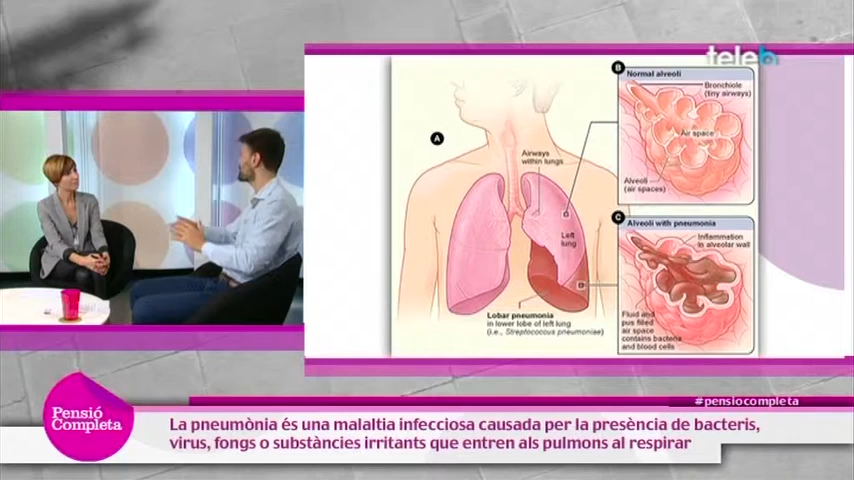 teleb
B
Normal alveoli
Bronchiole
(tiny airways)
Air space
Alveoli
(air spaces)
A
Airways
within lungs
Left
lung
C
Alveoli with pneumonia
Inflammation
in alveolar wall
Fluid and
pus filled
air space
contains bacteria
and blood cells
Lobar pneumonia
in lower lobe of left lung
(i.e., Streptococcus pneumoniae)
#pensiocompleta
Pensió
Completa
La pneumònia és una malaltia infecciosa causada per la presència de bacteris,
virus, fongs o substàncies irritants que entren als pulmons al respirar